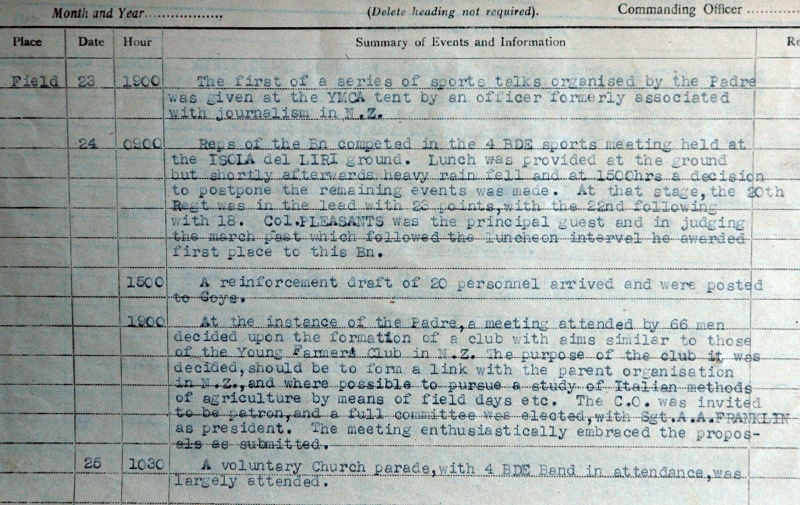 Month and Year.................. (Delete heading not required). Commanding Officer ............
Place Date Hour Summary of Events and Information Re
Field 23 1900 The first of a series of sports talks organised by the Padre
was given at the YMCA tent by an officer formerly associated
with journalism in N.Z.
24 0900 Reps of the Bn competed in the 4 BDE sports meeting held at
the ISOLA del LIRI ground. Lunch was provided at the ground
but shortly afterwards heavy rain fell and at 1500hrs a decision
to postpone the remaining events was made. At that stage,the 20th
Regt was in the lead with 23 points,with the 22nd following
with 18. Col.PLEASANTS was the principal guest and in judging
the march past which followed the luncheon interval he awarded
first place to this Bn.
1500 A reinforcement draft of 20 personnel arrived and were posted
to Coys.
1900 At the instance of the Padre,a meeting attended by 66 men
decided upon the formation of a club with aims similar to those
of the Young Farmers Club in N.Z. The purpose of the club it was
decided,should be to form a link with the parent organisation
in N.Z.,and where possible to pursue a study of Italian methods
of agriculture by means of field days etc. The C.O. was invited
to be patron,and a full committee was elected,with Sgt.A.A.FRANKLIN
as president. The meeting enthusiastically embraced the propos-
als as submitted.
25 1030 A voluntary Church parade,with 4 BDE Band in attendance,was
largely attended.